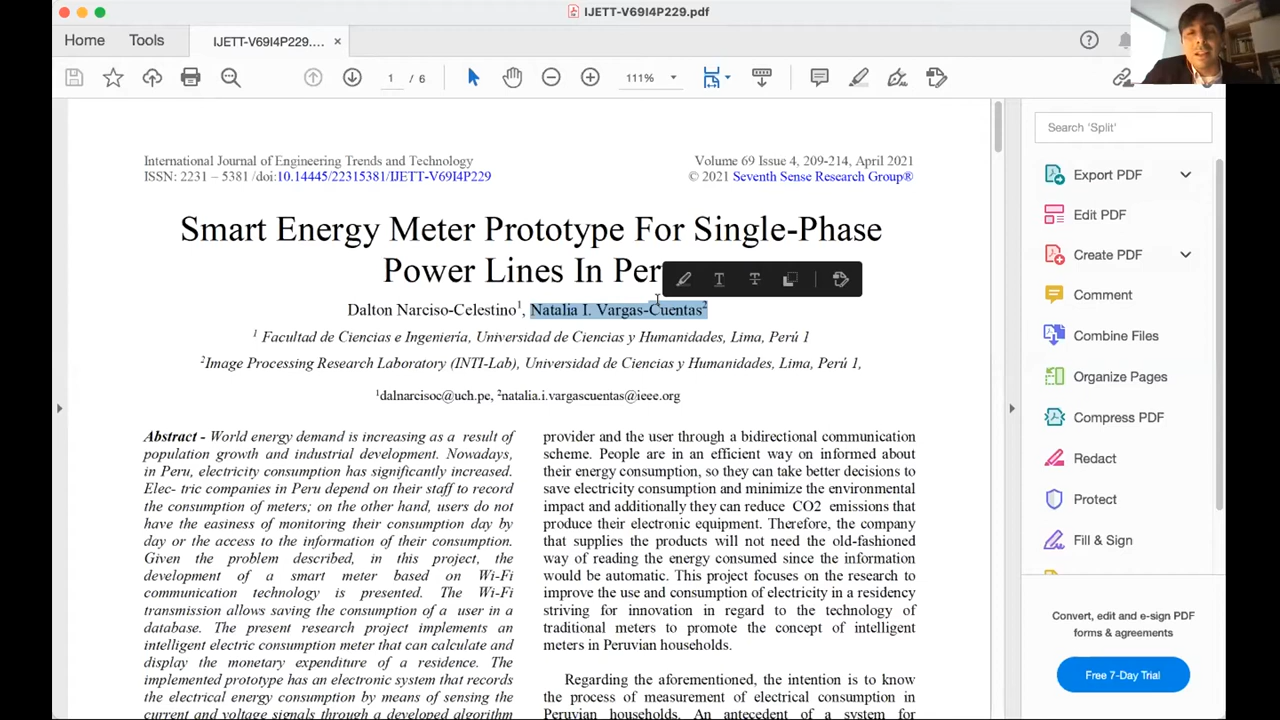 IJETT-V69I4P229.pdf
Home
Tools
IJETT-V69I4P229....
1 / 6
111%
Search 'Split'
International Journal of Engineering Trends and Technology
Volume 69 Issue 4, 209-214, April 2021
ISSN: 2231 – 5381 /doi:10.14445/22315381/IJETT-V69I4P229
© 2021 Seventh Sense Research Group®
Smart Energy Meter Prototype For Single-Phase
Power Lines In Per
Dalton Narciso-Celestino1, Natalia I. Vargas-Cuentas2
1 Facultad de Ciencias e Ingeniería, Universidad de Ciencias y Humanidades, Lima, Perú 1
2Image Processing Research Laboratory (INTI-Lab), Universidad de Ciencias y Humanidades, Lima, Perú 1,
1dalnarcisoc@uch.pe, 2natalia.i.vargascuentas@ieee.org
Abstract - World energy demand is increasing as a result of
population growth and industrial development. Nowadays,
in Peru, electricity consumption has significantly increased.
Elec- tric companies in Peru depend on their staff to record
the consumption of meters; on the other hand, users do not
have the easiness of monitoring their consumption day by
day or the access to the information of their consumption.
Given the problem described, in this project, the
development of a smart meter based on Wi-Fi
communication technology is presented. The Wi-Fi
transmission allows saving the consumption of a user in a
database. The present research project implements an
intelligent electric consumption meter that can calculate and
display the monetary expenditure of a residence. The
implemented prototype has an electronic system that records
the electrical energy consumption by means of sensing the
current and voltage signals through a developed algorithm
provider and the user through a bidirectional communication
scheme. People are in an efficient way on informed about
their energy consumption, so they can take better decisions to
save electricity consumption and minimize the environmental
impact and additionally they can reduce CO2 emissions that
produce their electronic equipment. Therefore, the company
that supplies the products will not need the old-fashioned
way of reading the energy consumed since the information
would be automatic. This project focuses on the research to
improve the use and consumption of electricity in a residency
striving for innovation in regard to the technology of
traditional meters to promote the concept of intelligent
meters in Peruvian households.
Regarding the aforementioned, the intention is to know
the process of measurement of electrical consumption in
Peruvian households. An antecedent of a system for
Export PDF
Edit PDF
Create PDF
Comment
Combine Files
Organize Pages
Compress PDF
Redact
Protect
Fill & Sign
Convert, edit and e-sign PDF
forms & agreements
Free 7-Day Trial